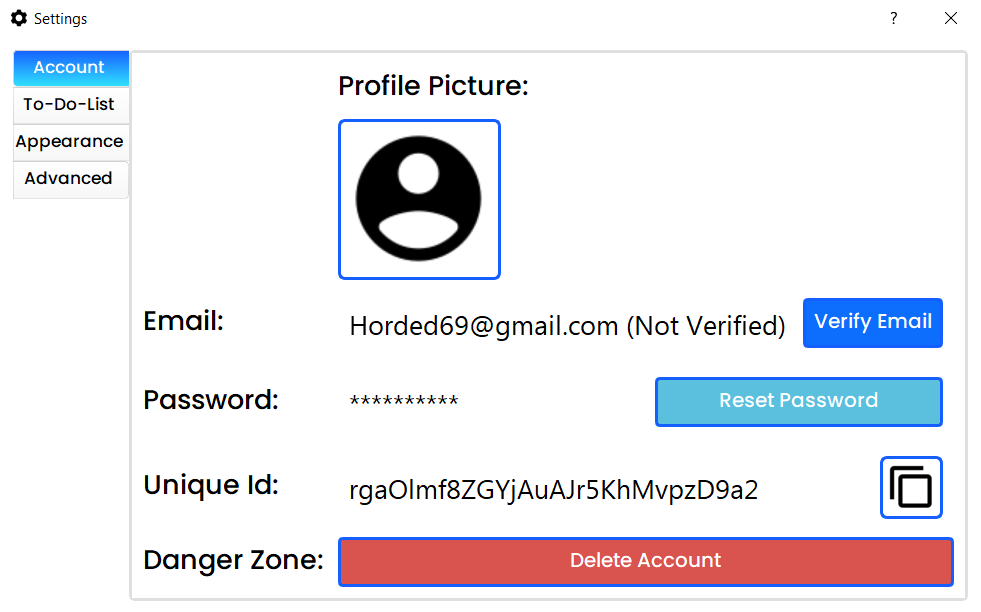 Settings
?
Account
To-Do-List
Appearance
Advanced
Profile Picture:
Email:
Horded69@gmail.com (Not Verified)
Verify Email
Password:
**********
Reset Password
Unique Id:
rgaOlmf8ZGYjAuAJr5KhMvpzD9a2
Danger Zone:
Delete Account